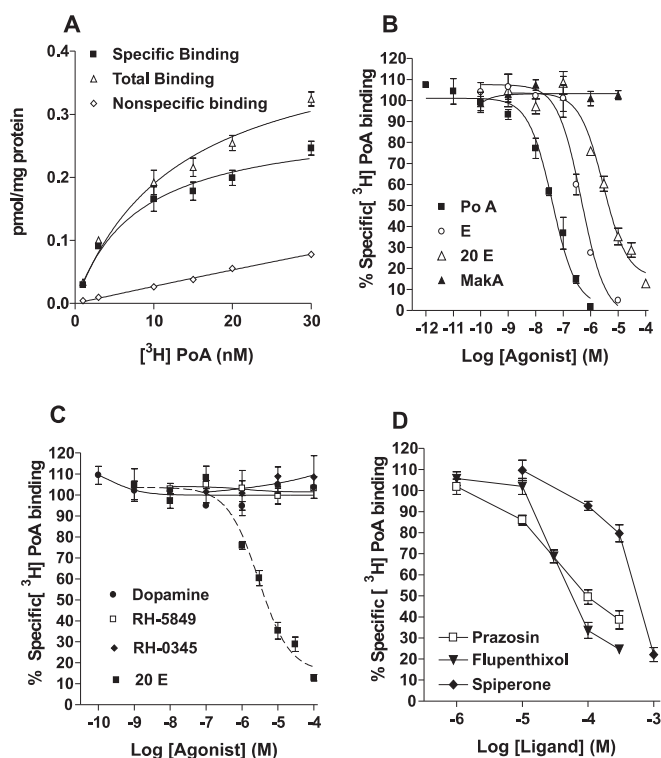 A
Specific Binding
Total Binding
Nonspecific binding
pmol/mg protein
0.4
0.3
0.2
0.1
0.0
0 10 20 30
[³H] PoA (nM)
B
% Specific[ ³H] PoA binding
120
110
100
90
80
70
60
50
40
30
20
10
0
Po A
E
20 E
MakA
-12 -11 -10 -9 -8 -7 -6 -5 -4
Log [Agonist] (M)
C
% Specific[ ³H] PoA binding
120
110
100
90
80
70
60
50
40
30
20
10
0
Dopamine
RH-5849
RH-0345
20 E
-10 -9 -8 -7 -6 -5 -4
Log [Agonist] (M)
D
% Specific[ ³H] PoA binding
120
110
100
90
80
70
60
50
40
30
20
10
0
Prazosin
Flupenthixol
Spiperone
-6 -5 -4 -3
Log [Ligand] (M)